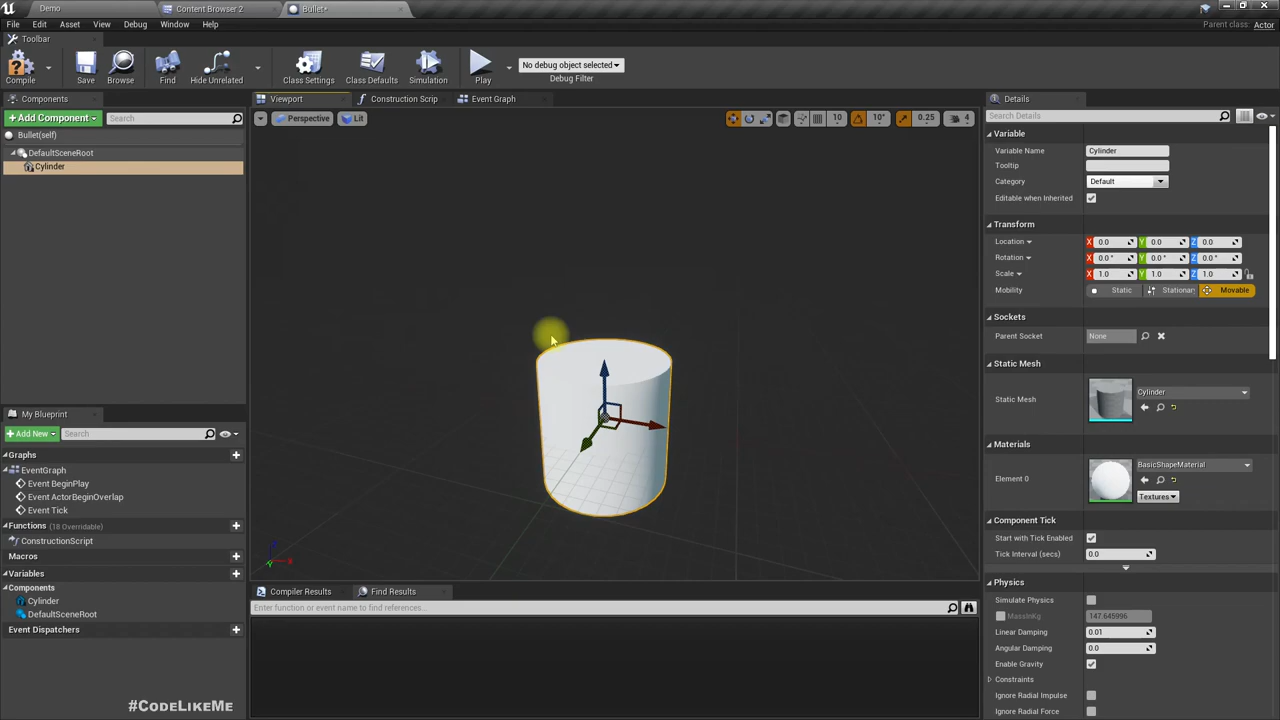 Demo
Content Browser 2
Bullet*
File Edit Asset View Debug Window Help
Parent class: Actor
Toolbar
Compile
Save
Browse
Find
Hide Unrelated
Class Settings
Class Defaults
Simulation
Play
No debug object selected
Debug Filter
Components
Viewport
Construction Scrip
Event Graph
Details
+Add Component
Search
Perspective
Lit
10
10°
0.25
4
Search Details
Bullet(self)
DefaultSceneRoot
Cylinder
Variable
Variable Name Cylinder
Tooltip
Category Default
Editable when Inherited
Transform
Location X 0.0 Y 0.0 Z 0.0
Rotation X 0.0 ° Y 0.0 ° Z 0.0 °
Scale X 1.0 Y 1.0 Z 1.0
Mobility Static Stationar Movable
Sockets
Parent Socket None
Static Mesh
Static Mesh Cylinder
Materials
Element 0 BasicShapeMaterial
Textures
Component Tick
Start with Tick Enabled
Tick Interval (secs) 0.0
Physics
Simulate Physics
MassInKg 147.645996
Linear Damping 0.01
Angular Damping 0.0
Enable Gravity
Constraints
Ignore Radial Impulse
Ignore Radial Force
My Blueprint
+Add New
Search
Graphs
EventGraph
Event BeginPlay
Event ActorBeginOverlap
Event Tick
Functions (18 Overridable)
ConstructionScript
Macros
Variables
Components
Cylinder
DefaultSceneRoot
Event Dispatchers
Compiler Results
Find Results
Enter function or event name to find references...
#CodeLikeMe